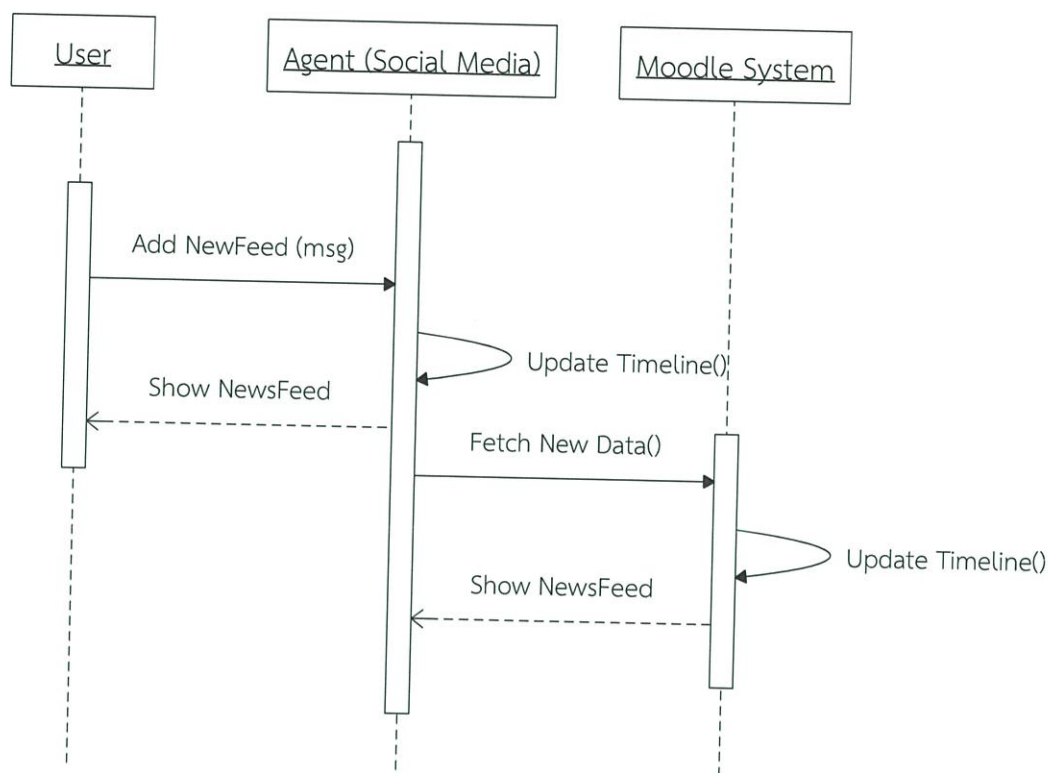 User
Agent (Social Media)
Moodle System
Add NewFeed (msg)
Update Timeline()
Show NewsFeed
Fetch New Data()
Update Timeline()
Show NewsFeed